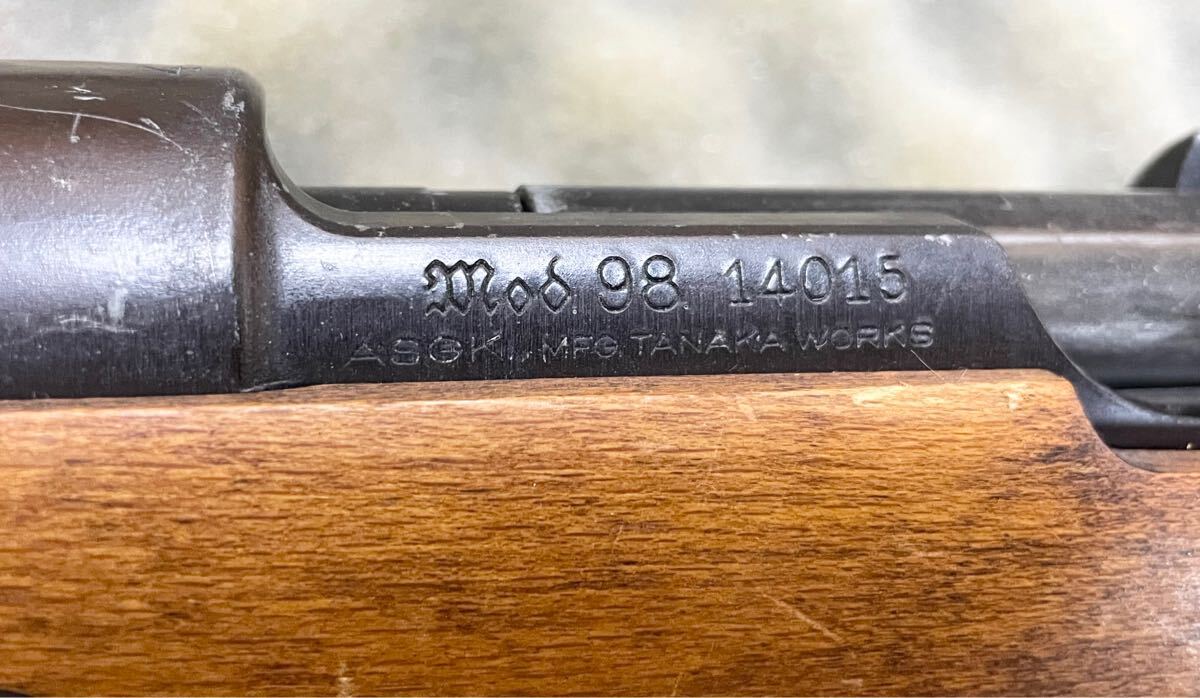 Mod 98 14015
ASGK. MFG TANAKA WORKS